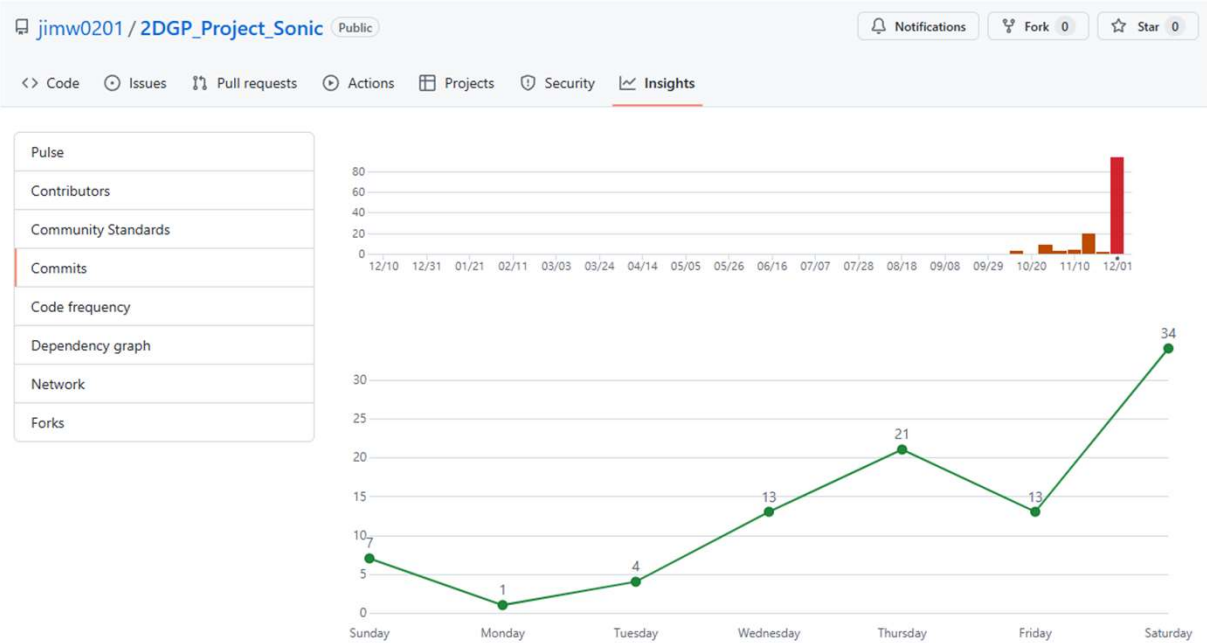 jimw0201 / 2DGP_Project_Sonic Public Notifications Fork 0 Star 0
Code Issues Pull requests Actions Projects Security Insights
Pulse
Contributors
Community Standards
Commits
Code frequency
Dependency graph
Network
Forks
80
60
40
20
0
12/10 12/31 01/21 02/11 03/03 03/24 04/14 05/05 05/26 06/16 07/07 07/28 08/18 09/08 09/29 10/20 11/10 12/01
34
30
25
21
20
15
13 13
10
7
5
4
1
0
Sunday Monday Tuesday Wednesday Thursday Friday Saturday